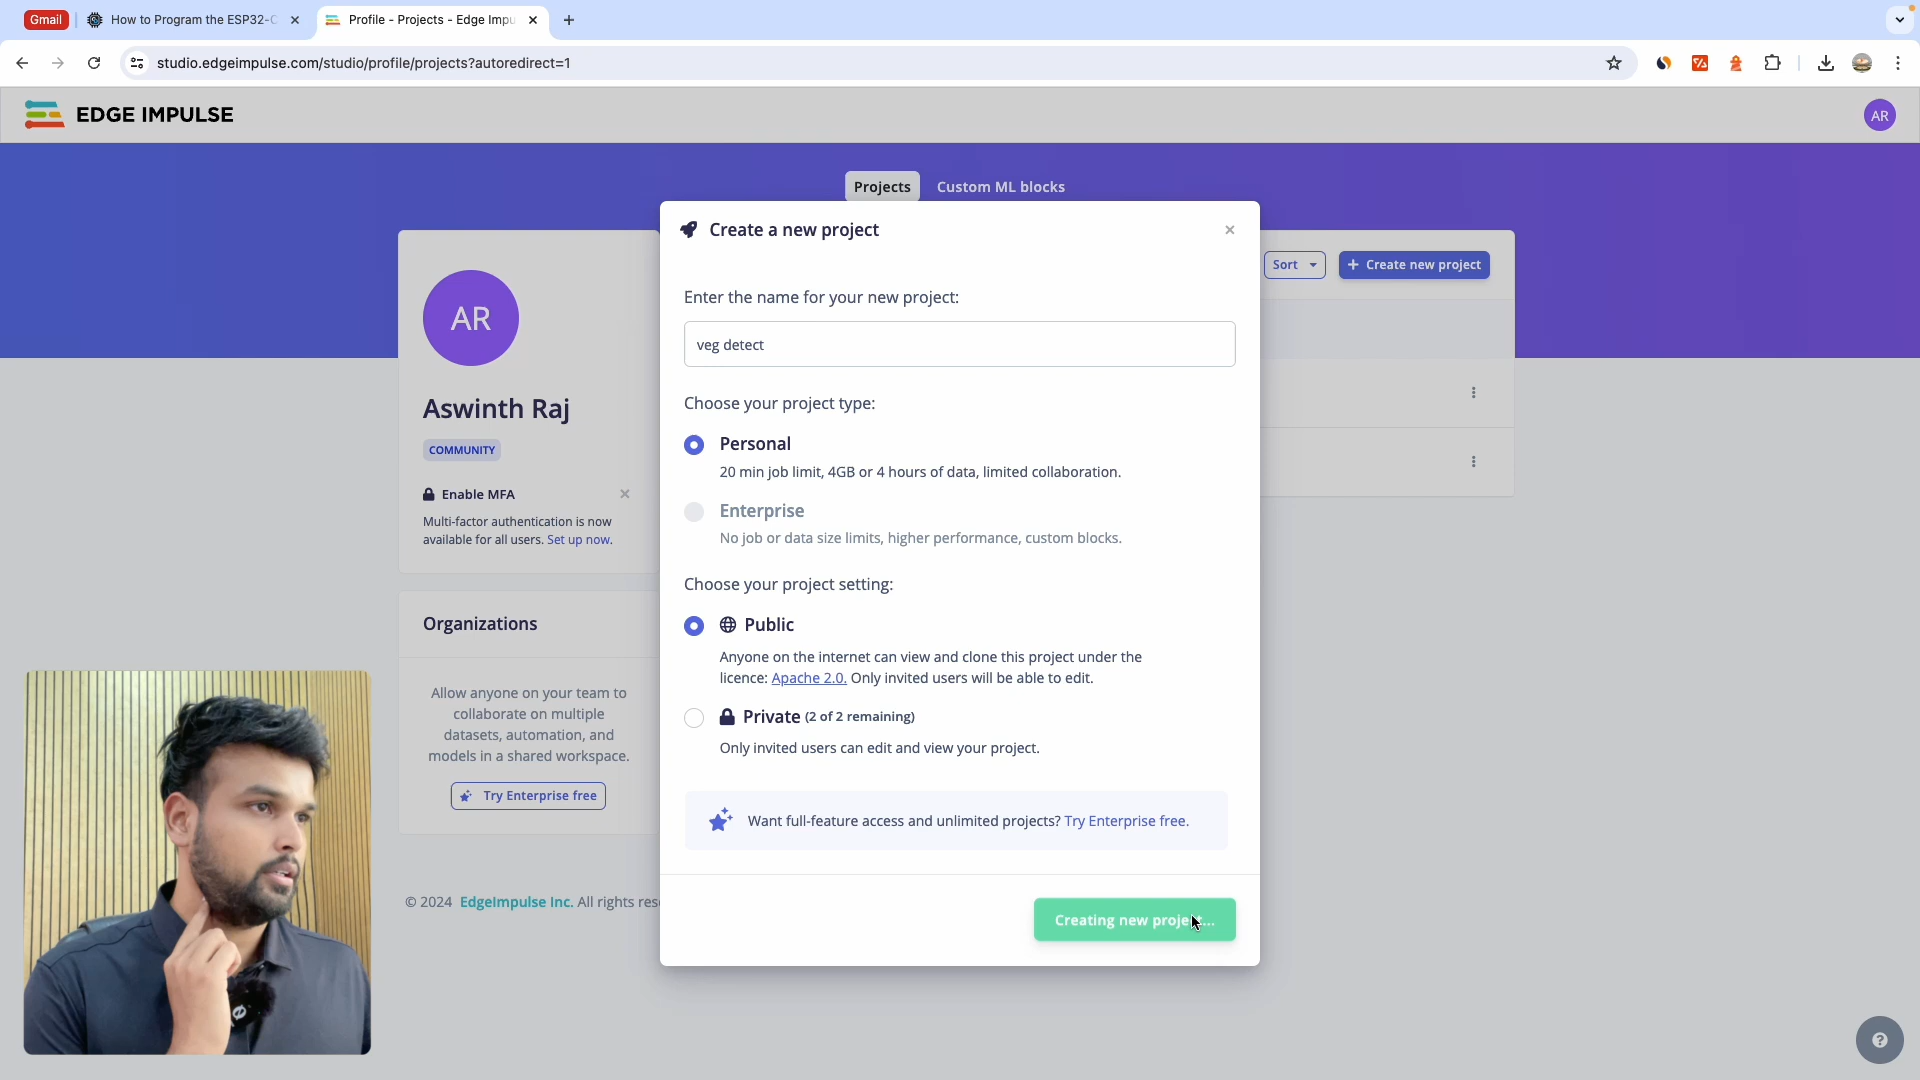 Gmail
How to Program the ESP32-C
Profile - Projects - Edge Impu
studio.edgeimpulse.com/studio/profile/projects?autoredirect=1
EDGE IMPULSE
AR
Projects
Custom ML blocks
Sort
+ Create new project
AR
Aswinth Raj
COMMUNITY
Enable MFA
Multi-factor authentication is now
available for all users. Set up now.
Organizations
Allow anyone on your team to
collaborate on multiple
datasets, automation, and
models in a shared workspace.
Try Enterprise free
© 2024 EdgeImpulse Inc. All rights res
Create a new project
Enter the name for your new project:
veg detect
Choose your project type:
Personal
20 min job limit, 4GB or 4 hours of data, limited collaboration.
Enterprise
No job or data size limits, higher performance, custom blocks.
Choose your project setting:
Public
Anyone on the internet can view and clone this project under the
licence: Apache 2.0. Only invited users will be able to edit.
Private (2 of 2 remaining)
Only invited users can edit and view your project.
Want full-feature access and unlimited projects? Try Enterprise free.
Creating new project...